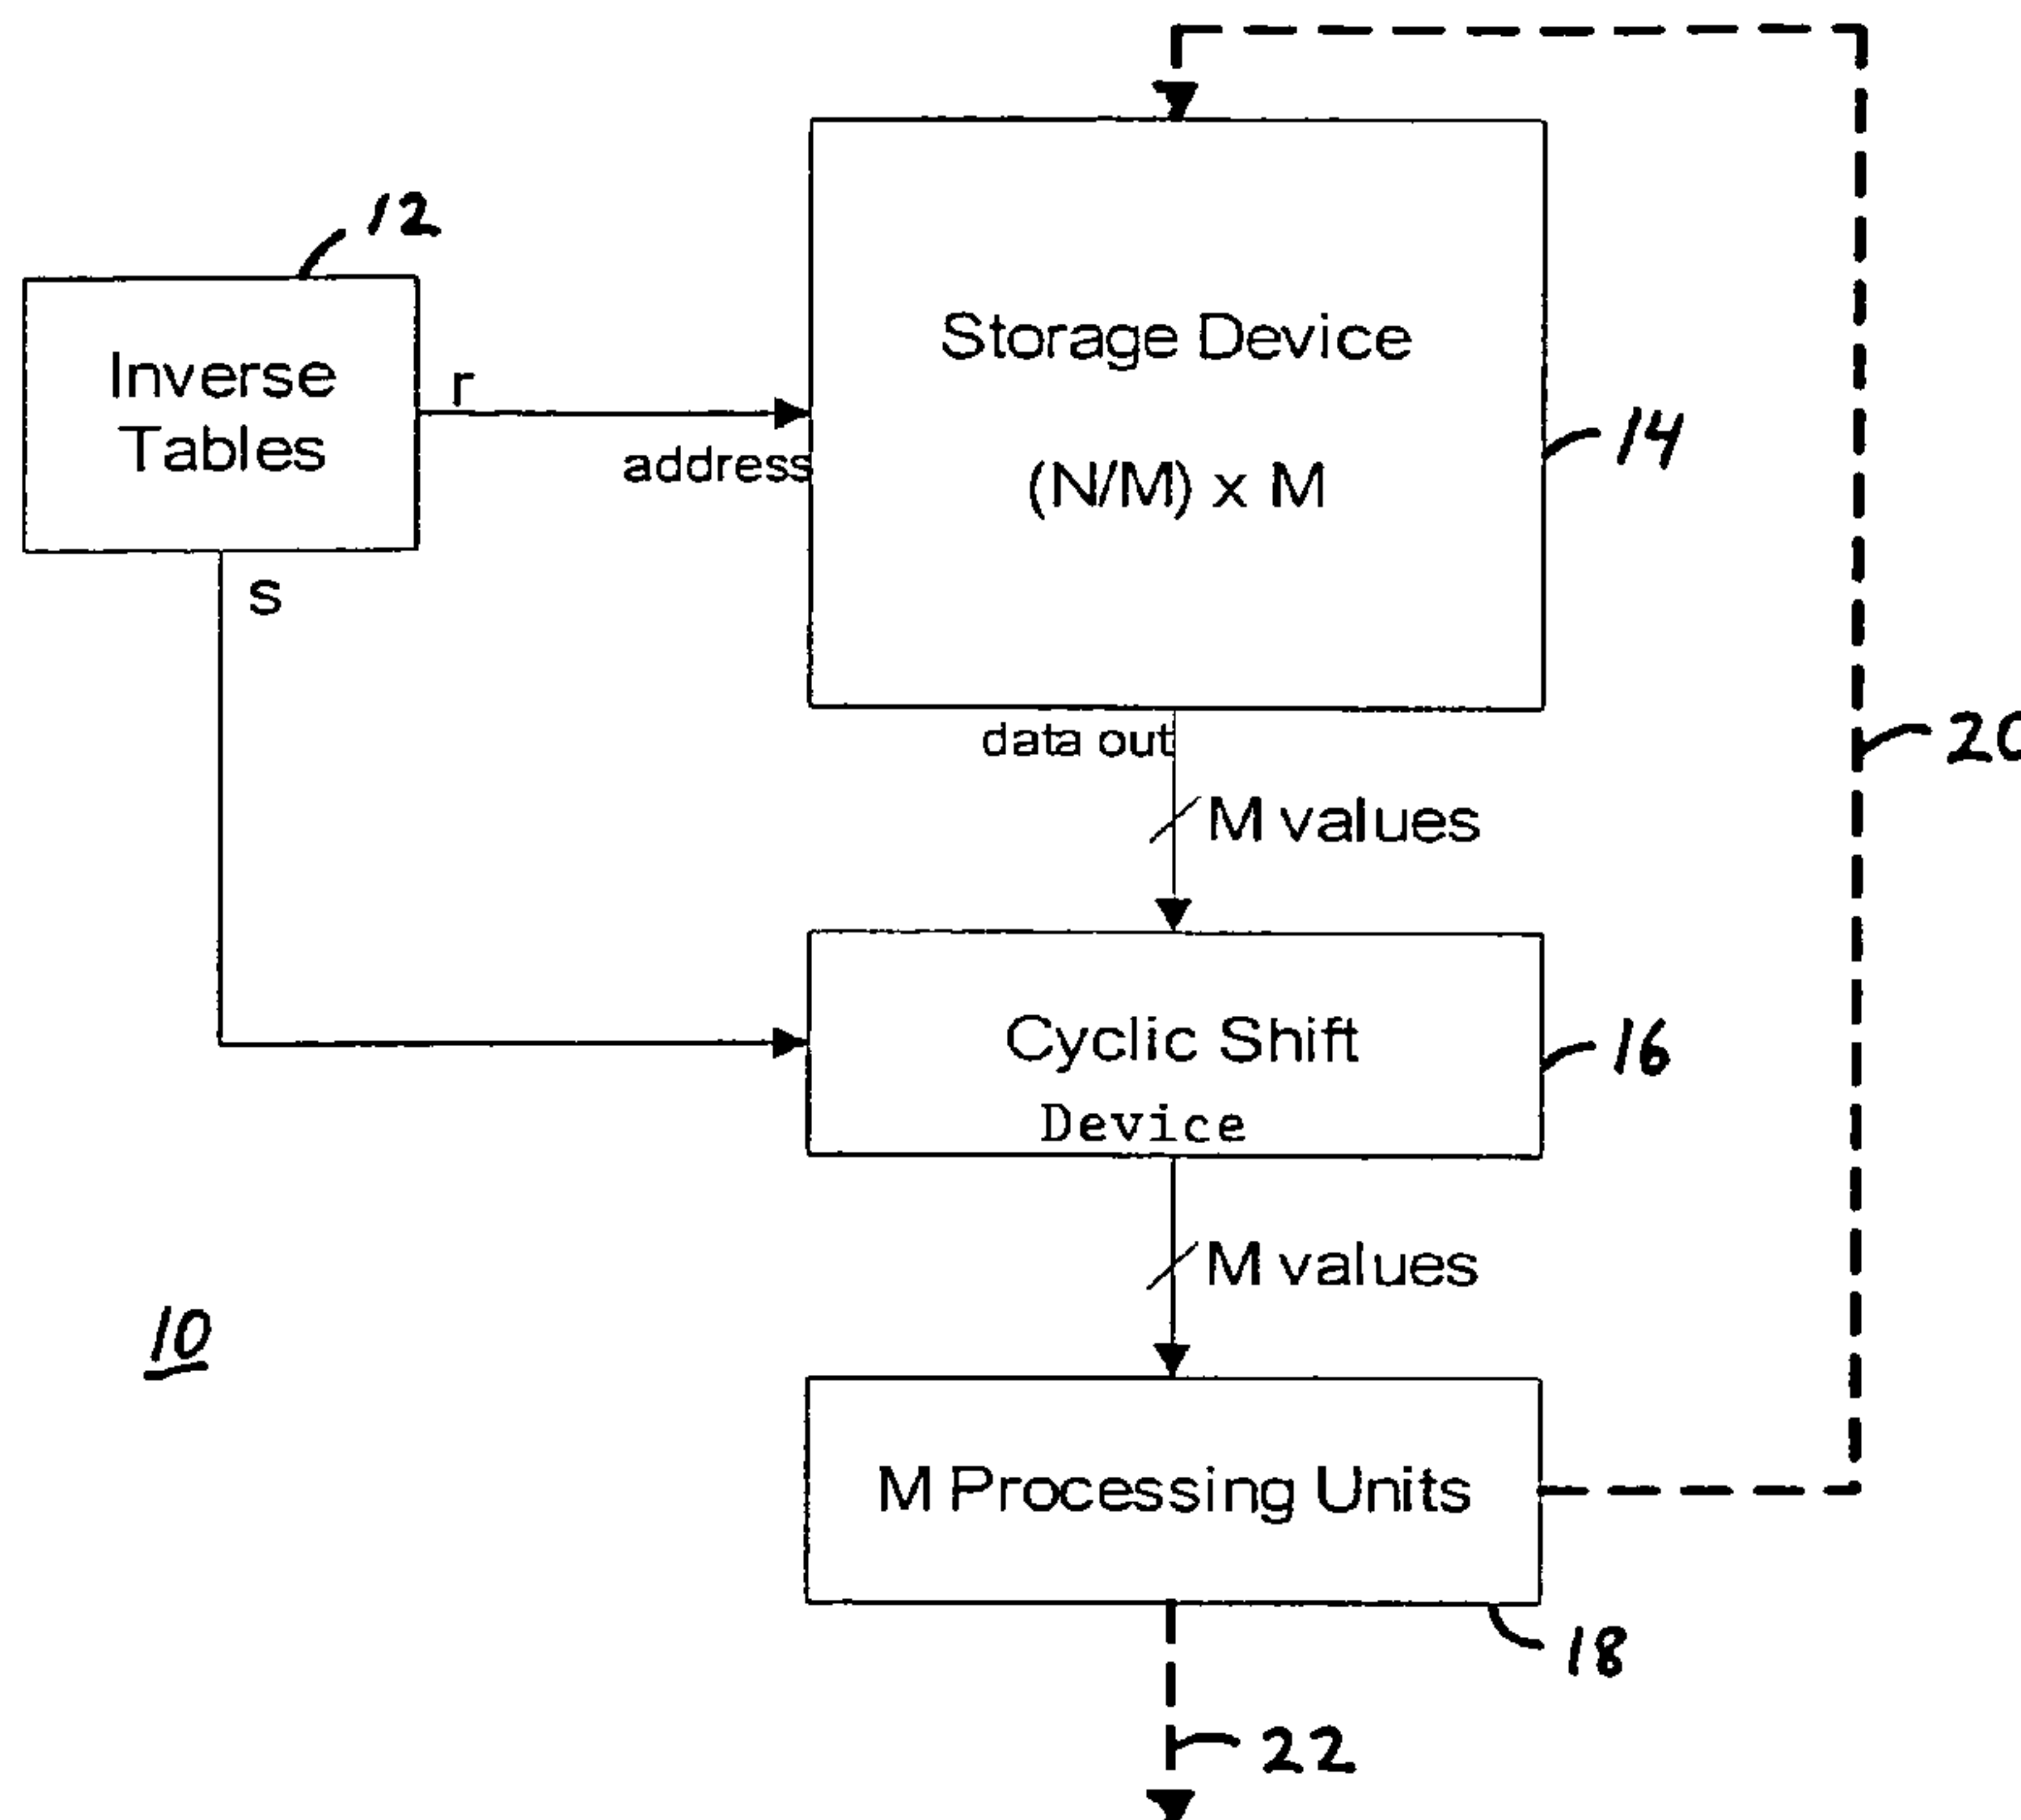 12
Inverse
Tables
r
address
s
Storage Device
(N/M) x M
14
data out
M values
20
Cyclic Shift
Device
16
M values
10
M Processing Units
18
22